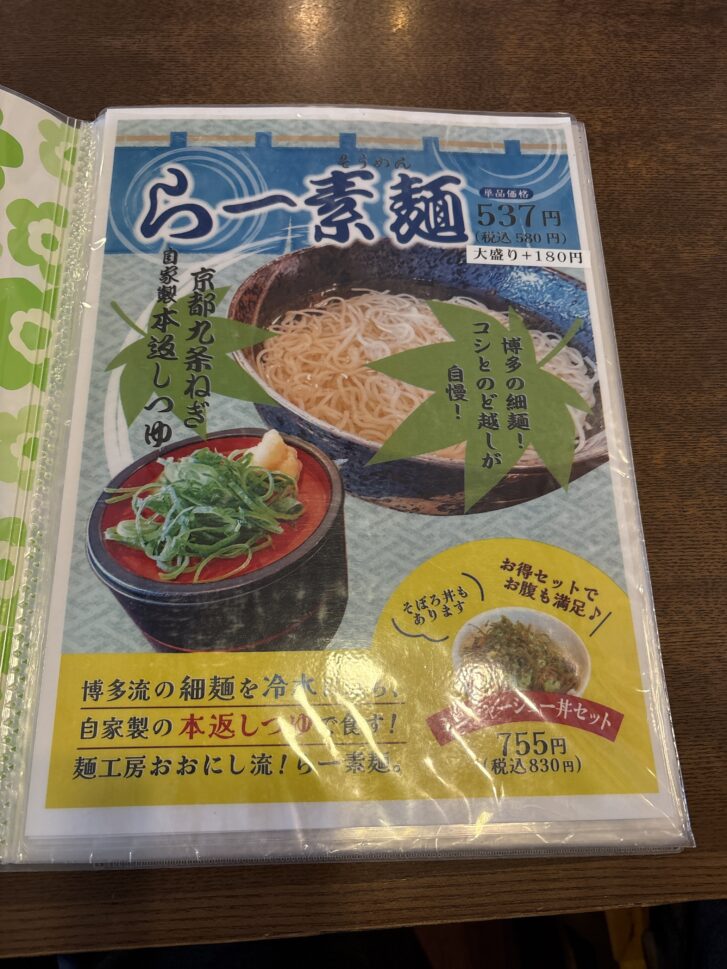 そうめん
らー素麺
単品価格
537円
(税込 580円)
大盛り+180円
京都九条ねぎ
自家製本返しつゆ
博多の細麺!
コシとのど越しが
自慢!
お得セットで
お腹も満足♪
そぼろ丼も
あります
ーシュー丼セット
755円
(税込830円)
博多流の細麺を冷水
自家製の本返しつゆで食す!
麺工房おおにし流!らー素麺。